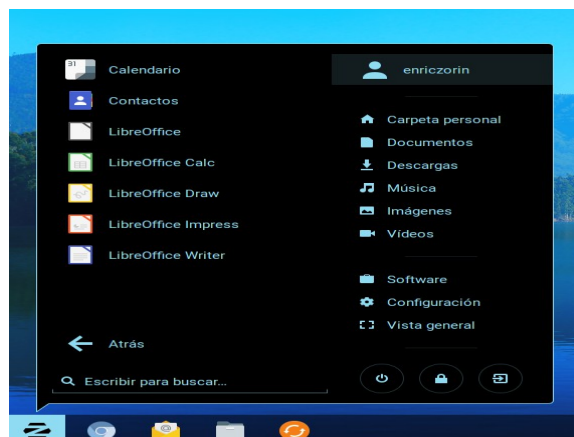 31
Calendario
Contactos
LibreOffice
LibreOffice Calc
LibreOffice Draw
LibreOffice Impress
LibreOffice Writer
Atrás
Escribir para buscar...
enriczorin
Carpeta personal
Documentos
Descargas
Música
Imágenes
Vídeos
Software
Configuración
Vista general